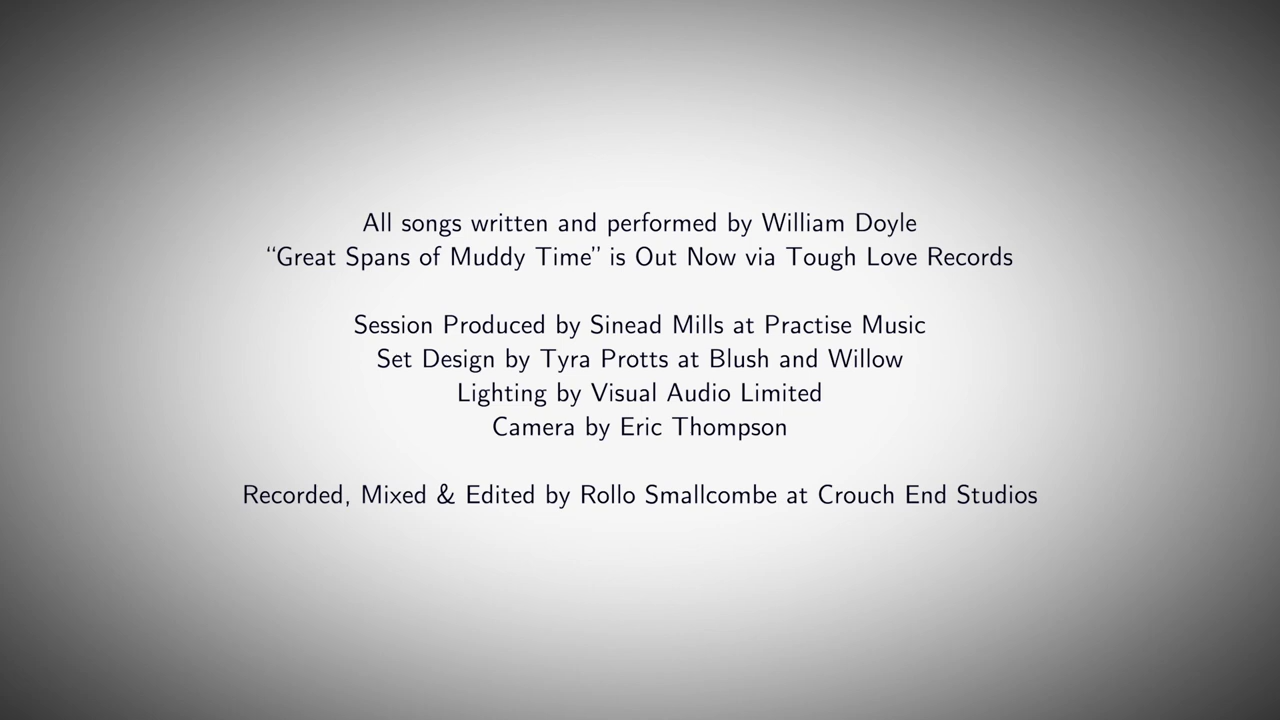 All songs written and performed by William Doyle
“Great Spans of Muddy Time” is Out Now via Tough Love Records
Session Produced by Sinead Mills at Practise Music
Set Design by Tyra Protts at Blush and Willow
Lighting by Visual Audio Limited
Camera by Eric Thompson
Recorded, Mixed & Edited by Rollo Smallcombe at Crouch End Studios